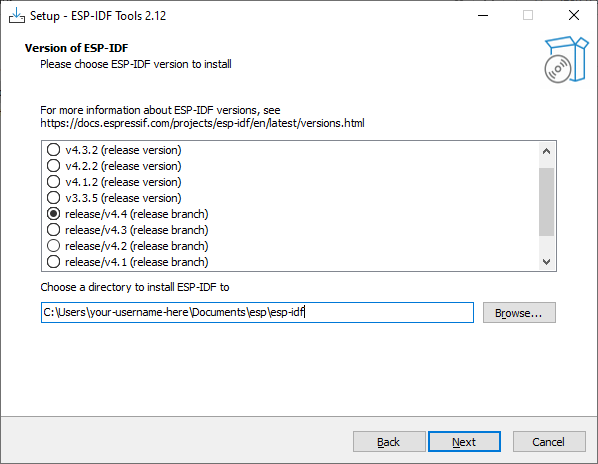 Setup - ESP-IDF Tools 2.12
Version of ESP-IDF
Please choose ESP-IDF version to install
For more information about ESP-IDF versions, see
https://docs.espressif.com/projects/esp-idf/en/latest/versions.html
v4.3.2 (release version)
v4.2.2 (release version)
v4.1.2 (release version)
v3.3.5 (release version)
release/v4.4 (release branch)
release/v4.3 (release branch)
release/v4.2 (release branch)
release/v4.1 (release branch)
Choose a directory to install ESP-IDF to
C:\Users\your-username-here\Documents\esp\esp-idf
Browse...
Back Next Cancel